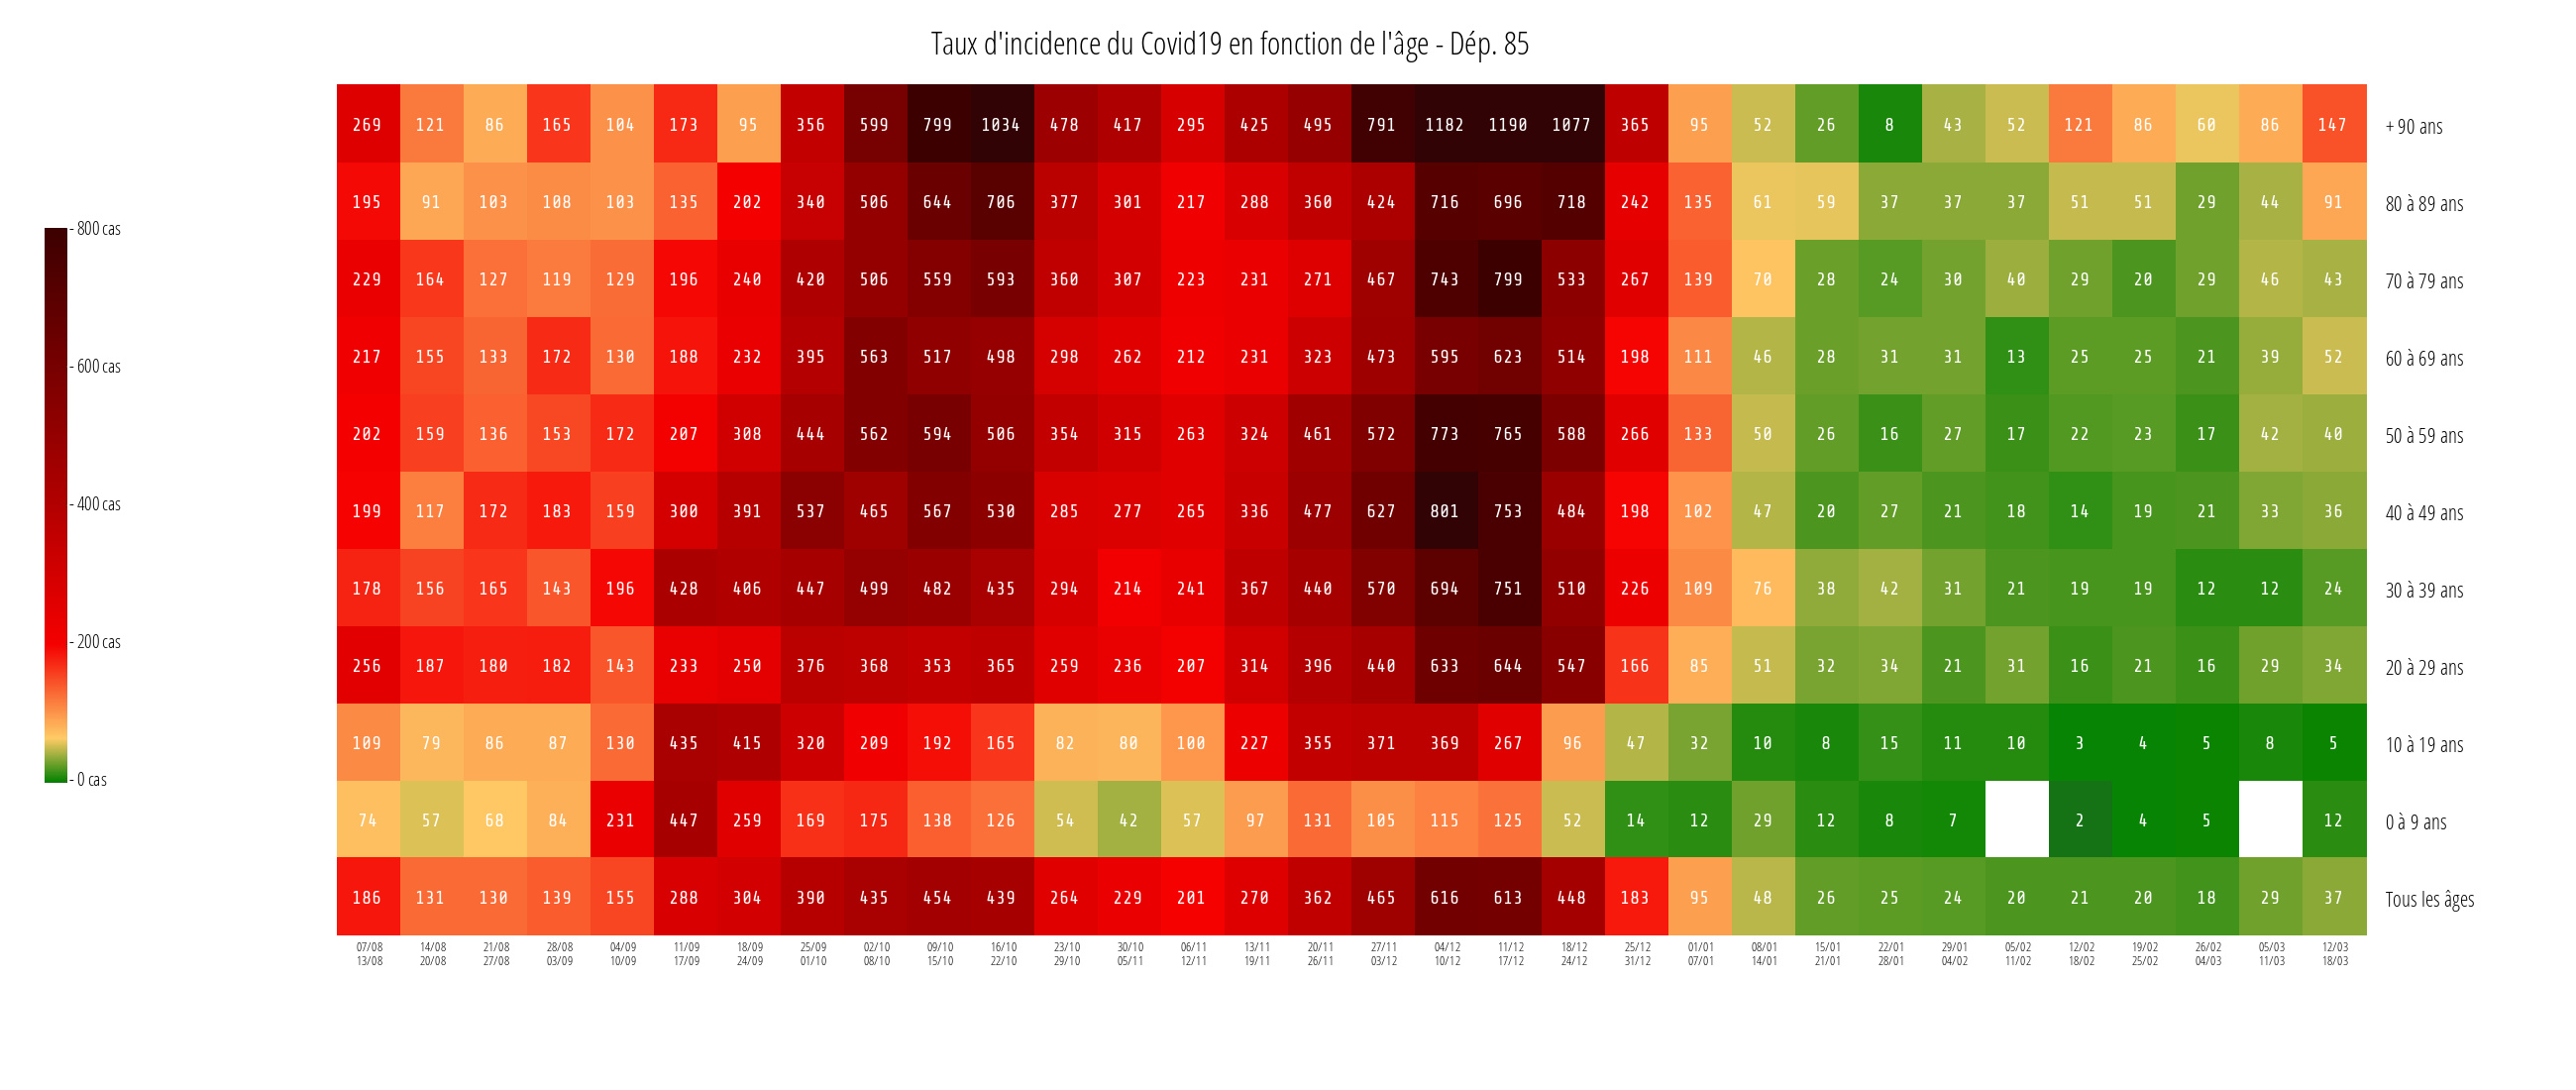 Taux d'incidence du Covid19 en fonction de l'âge - Dép. 85
269 121 86 165 104 173 95 356 599 799 1034 478 417 295 425 495 791 1182 1190 1077 365 95 52 26 8 43 52 121 86 60 86 147 + 90 ans
195 91 103 108 103 135 202 340 506 644 706 377 301 217 288 360 424 716 696 718 242 135 61 59 37 37 37 51 51 29 44 91 80 à 89 ans
229 164 127 119 129 196 240 420 506 559 593 360 307 223 231 271 467 743 799 533 267 139 70 28 24 30 40 29 20 29 46 43 70 à 79 ans
217 155 133 172 130 188 232 395 563 517 498 298 262 212 231 323 473 595 623 514 198 111 46 28 31 31 13 25 25 21 39 52 60 à 69 ans
202 159 136 153 172 207 308 444 562 594 506 354 315 263 324 461 572 773 765 588 266 133 50 26 16 27 17 22 23 17 42 40 50 à 59 ans
199 117 172 183 159 300 391 537 465 567 530 285 277 265 336 477 627 801 753 484 198 102 47 20 27 21 18 14 19 21 33 36 40 à 49 ans
178 156 165 143 196 428 406 447 499 482 435 294 214 241 367 440 570 694 751 510 226 109 76 38 42 31 21 19 19 12 12 24 30 à 39 ans
256 187 180 182 143 233 250 376 368 353 365 259 236 207 314 396 440 633 644 547 166 85 51 32 34 21 31 16 21 16 29 34 20 à 29 ans
109 79 86 87 130 435 415 320 209 192 165 82 80 100 227 355 371 369 267 96 47 32 10 8 15 11 10 3 4 5 8 5 10 à 19 ans
74 57 68 84 231 447 259 169 175 138 126 54 42 57 97 131 105 115 125 52 14 12 29 12 8 7 2 4 5 12 0 à 9 ans
186 131 130 139 155 288 304 390 435 454 439 264 229 201 270 362 465 616 613 448 183 95 48 26 25 24 20 21 20 18 29 37 Tous les âges
07/08 14/08 21/08 28/08 04/09 11/09 18/09 25/09 02/10 09/10 16/10 23/10 30/10 06/11 13/11 20/11 27/11 04/12 11/12 18/12 25/12 01/01 08/01 15/01 22/01 29/01 05/02 12/02 19/02 26/02 05/03 12/03
13/08 20/08 27/08 03/09 10/09 17/09 24/09 01/10 08/10 15/10 22/10 29/10 05/11 12/11 19/11 26/11 03/12 10/12 17/12 24/12 31/12 07/01 14/01 21/01 28/01 04/02 11/02 18/02 25/02 04/03 11/03 18/03
- 800 cas
- 600 cas
- 400 cas
- 200 cas
- 0 cas